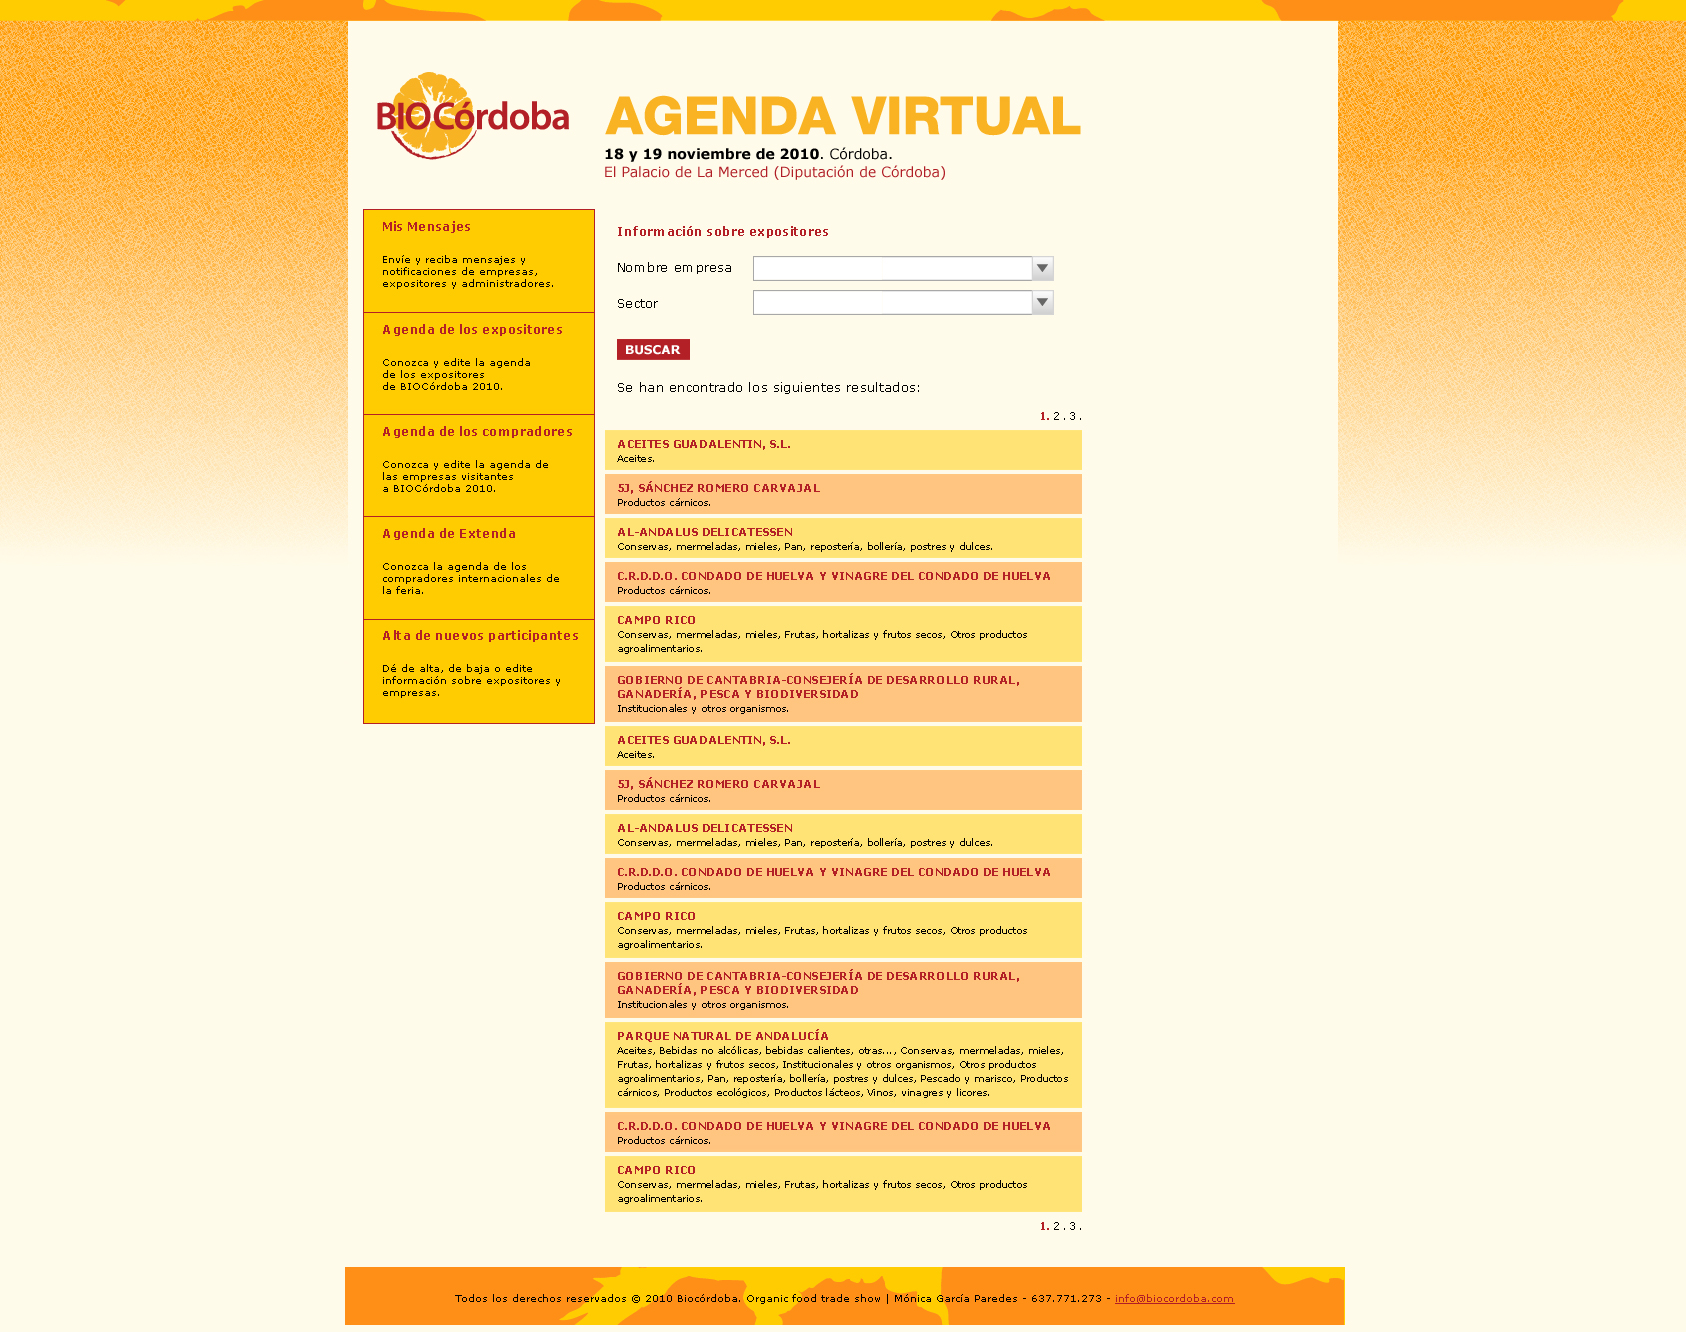 BIOCórdoba
AGENDA VIRTUAL
18 y 19 noviembre de 2010. Córdoba.
El Palacio de La Merced (Diputación de Córdoba)
Mis Mensajes
Envíe y reciba mensajes y
notificaciones de empresas,
expositores y administradores.
Agenda de los expositores
Conozca y edite la agenda
de los expositores
de BIOCórdoba 2010.
Agenda de los compradores
Conozca y edite la agenda de
las empresas visitantes
a BIOCórdoba 2010.
Agenda de Extenda
Conozca la agenda de los
compradores internacionales de
la feria.
Alta de nuevos participantes
Dé de alta, de baja o edite
información sobre expositores y
empresas.
Información sobre expositores
Nombre empresa
Sector
BUSCAR
Se han encontrado los siguientes resultados:
1. 2. 3.
ACEITES GUADALENTIN, S.L.
Aceites.
5J, SÁNCHEZ ROMERO CARVAJAL
Productos cárnicos.
AL-ANDALUS DELICATESSEN
Conservas, mermeladas, mieles, Pan, repostería, bollería, postres y dulces.
C.R.D.D.O. CONDADO DE HUELVA Y VINAGRE DEL CONDADO DE HUELVA
Productos cárnicos.
CAMPO RICO
Conservas, mermeladas, mieles, Frutas, hortalizas y frutos secos, Otros productos
agroalimentarios.
GOBIERNO DE CANTABRIA-CONSEJERÍA DE DESARROLLO RURAL,
GANADERÍA, PESCA Y BIODIVERSIDAD
Institucionales y otros organismos.
ACEITES GUADALENTIN, S.L.
Aceites.
5J, SÁNCHEZ ROMERO CARVAJAL
Productos cárnicos.
AL-ANDALUS DELICATESSEN
Conservas, mermeladas, mieles, Pan, repostería, bollería, postres y dulces.
C.R.D.D.O. CONDADO DE HUELVA Y VINAGRE DEL CONDADO DE HUELVA
Productos cárnicos.
CAMPO RICO
Conservas, mermeladas, mieles, Frutas, hortalizas y frutos secos, Otros productos
agroalimentarios.
GOBIERNO DE CANTABRIA-CONSEJERÍA DE DESARROLLO RURAL,
GANADERÍA, PESCA Y BIODIVERSIDAD
Institucionales y otros organismos.
PARQUE NATURAL DE ANDALUCÍA
Aceites, Bebidas no alcólicas, bebidas calientes, otras..., Conservas, mermeladas, mieles,
Frutas, hortalizas y frutos secos, Institucionales y otros organismos, Otros productos
agroalimentarios, Pan, repostería, bollería, postres y dulces, Pescado y marisco, Productos
cárnicos, Productos ecológicos, Productos lácteos, Vinos, vinagres y licores.
C.R.D.D.O. CONDADO DE HUELVA Y VINAGRE DEL CONDADO DE HUELVA
Productos cárnicos.
CAMPO RICO
Conservas, mermeladas, mieles, Frutas, hortalizas y frutos secos, Otros productos
agroalimentarios.
1. 2. 3.
Todos los derechos reservados © 2010 Biocórdoba. Organic food trade show | Mónica García Paredes - 637.771.273 - info@biocordoba.com